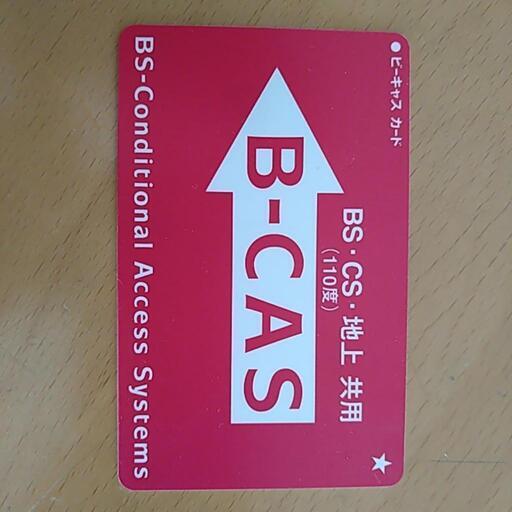 ●ビーキャス カード
BS・CS・地上 共用
(110度)
B-CAS
BS-Conditional Access Systems